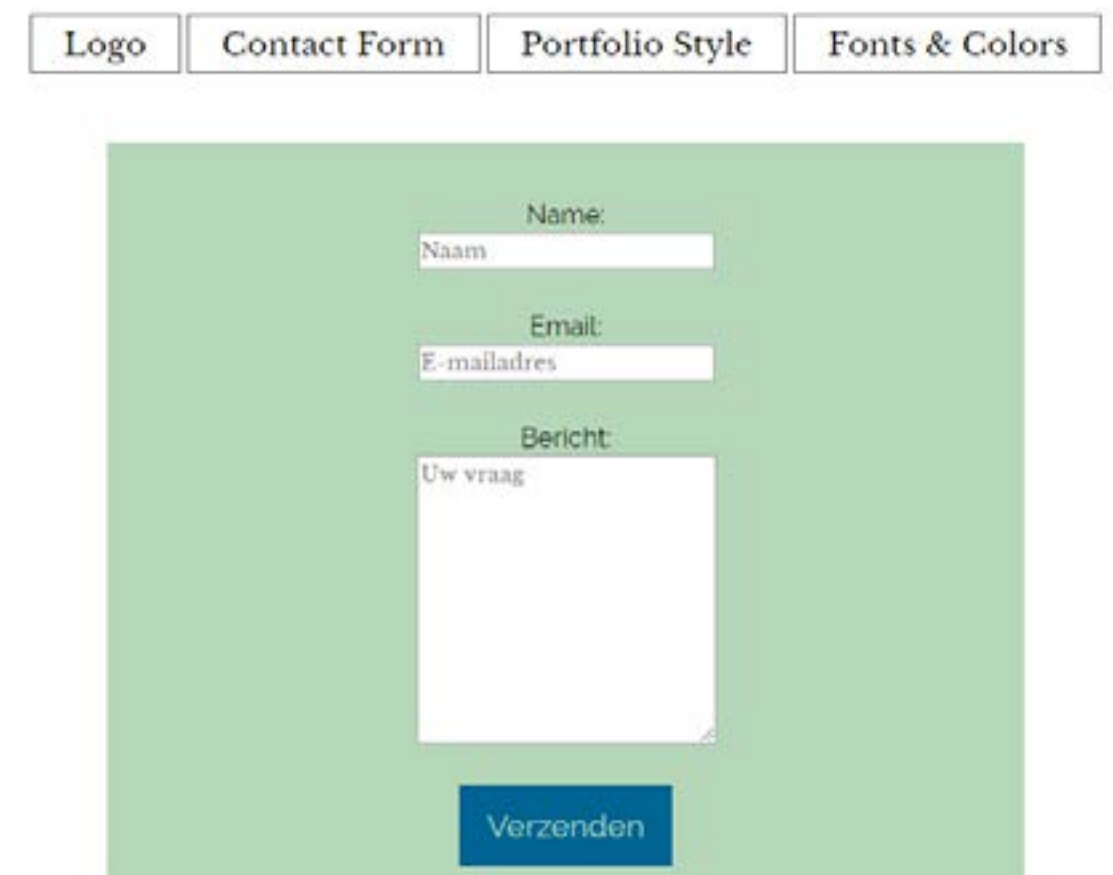 Logo Contact Form Portfolio Style Fonts & Colors
Name:
Naam
Email:
E-mailadres
Bericht:
Uw vraag
Verzenden